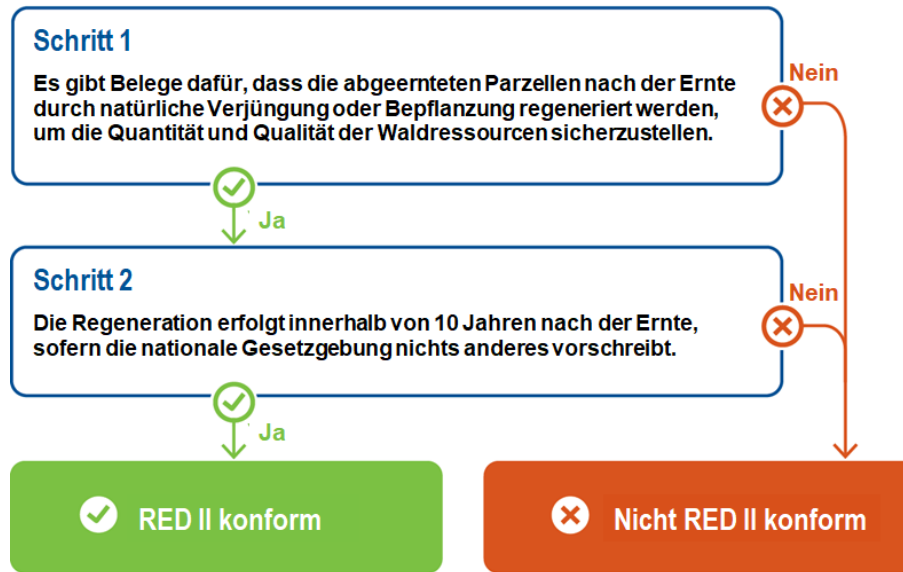 Schritt 1
Es gibt Belege dafür, dass die abgeernteten Parzellen nach der Ernte
durch natürliche Verjüngung oder Bepflanzung regeneriert werden,
um die Quantität und Qualität der Waldressourcen sicherzustellen.
Nein
Ja
Schritt 2
Die Regeneration erfolgt innerhalb von 10 Jahren nach der Ernte,
sofern die nationale Gesetzgebung nichts anderes vorschreibt.
Nein
Ja
RED II konform
Nicht RED II konform